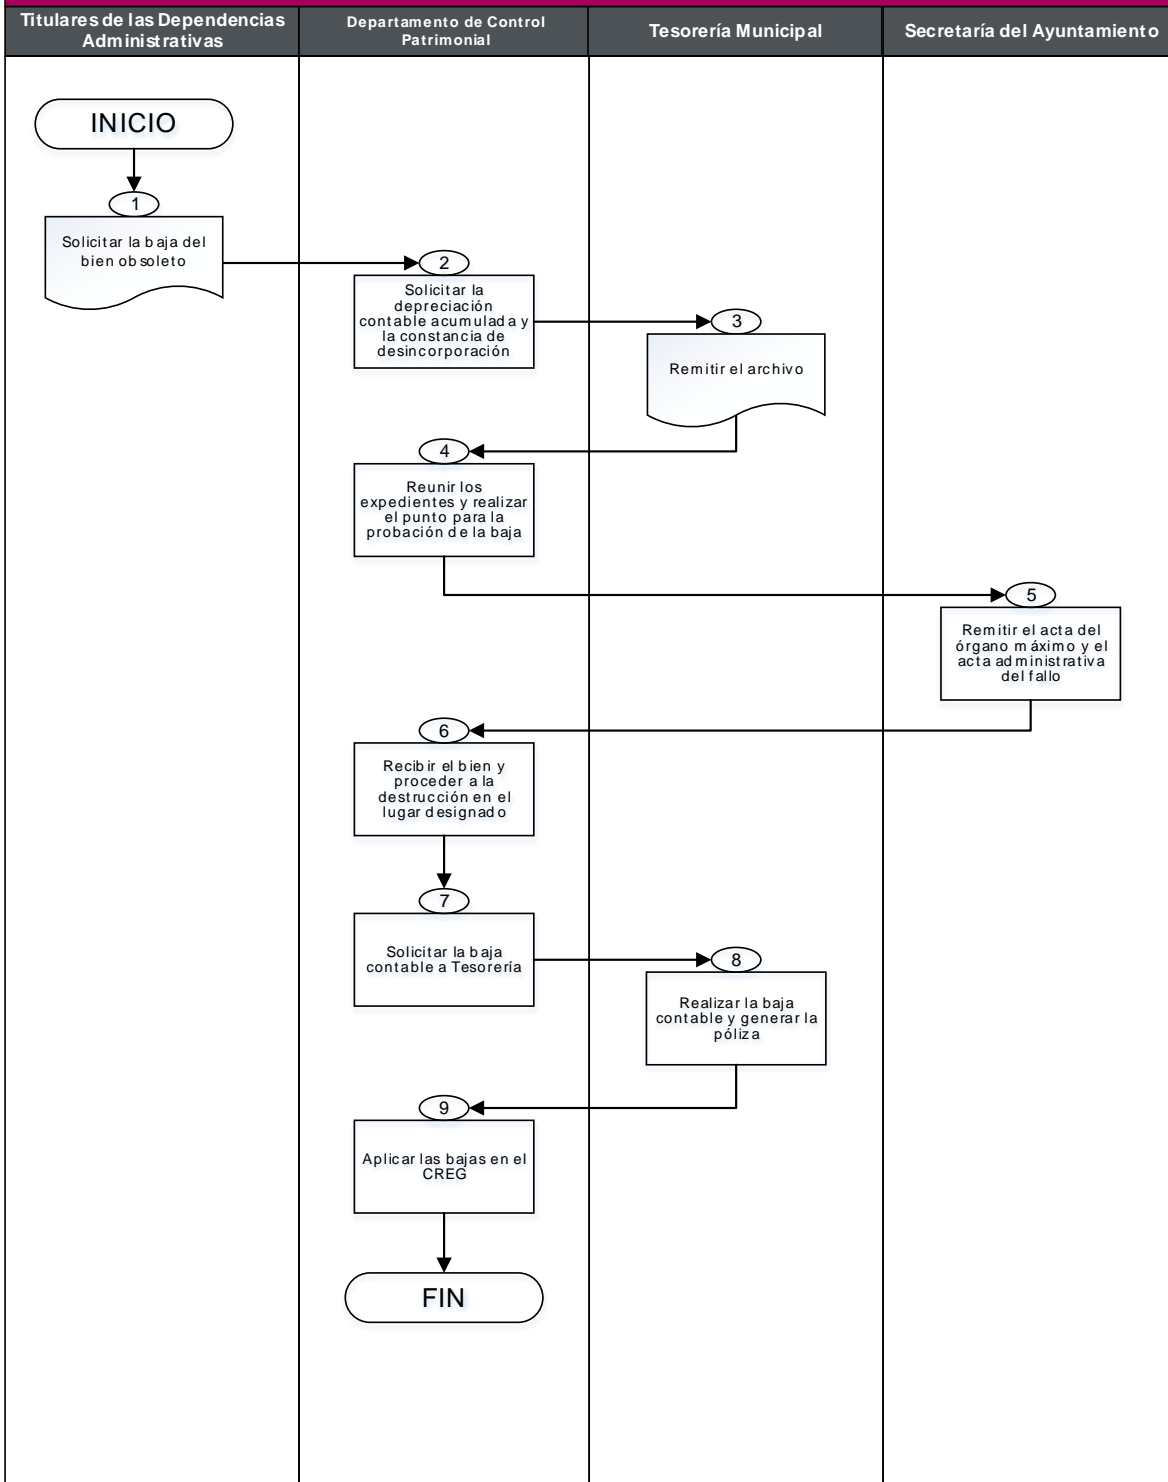 Titulares de las Dependencias
Administrativas
Departamento de Control
Patrimonial
Tesorería Municipal
Secretaría del Ayuntamiento
INICIO
1
Solicitar la baja del
bien obsoleto
2
Solicitar la
depreciación
contable acumulada y
la constancia de
desincorporación
3
Remitir el archivo
4
Reunir los
expedientes y realizar
el punto para la
probación de la baja
5
Remitir el acta del
órgano máximo y el
acta administrativa
del fallo
6
Recibir el bien y
proceder a la
destrucción en el
lugar designado
7
Solicitar la baja
contable a Tesorería
8
Realizar la baja
contable y generar la
póliza
9
Aplicar las bajas en el
CREG
FIN